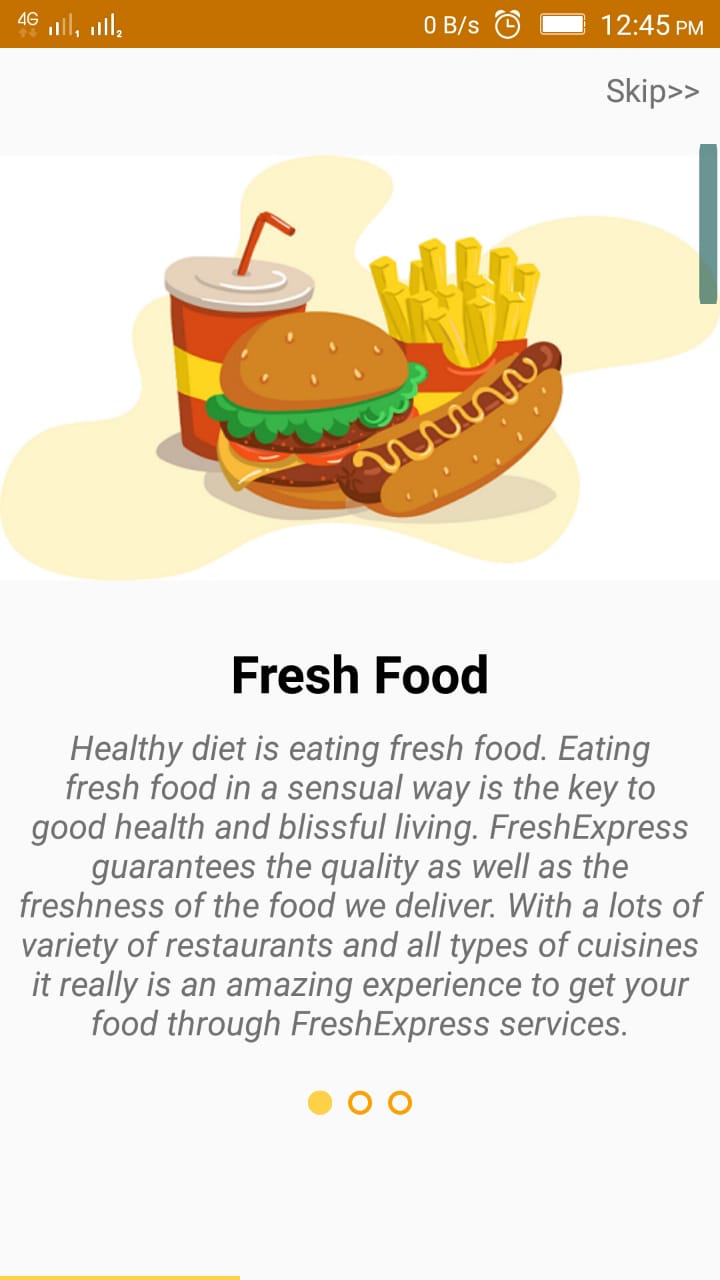 4G 1 2 0 B/s 12:45 PM
Skip>>
Fresh Food
Healthy diet is eating fresh food. Eating
fresh food in a sensual way is the key to
good health and blissful living. FreshExpress
guarantees the quality as well as the
freshness of the food we deliver. With a lots of
variety of restaurants and all types of cuisines
it really is an amazing experience to get your
food through FreshExpress services.